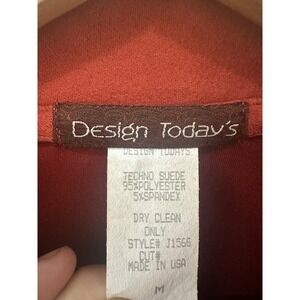 Design Today's
DESIGN TODAYS
TECHNO SUEDE
95%POLYESTER
5%SPANDEX
DRY CLEAN
ONLY
STYLE# J1566
CUT#
MADE IN USA
M